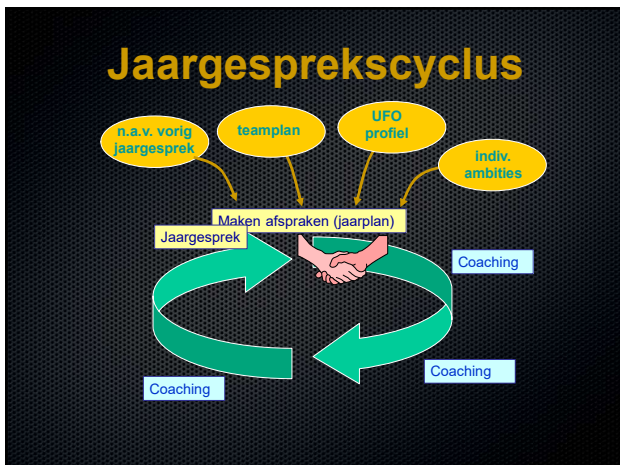 Jaargesprekscyclus
n.a.v. vorig
jaargesprek
teamplan
UFO
profiel
indiv.
ambities
Maken afspraken (jaarplan)
Jaargesprek
Coaching
Coaching
Coaching